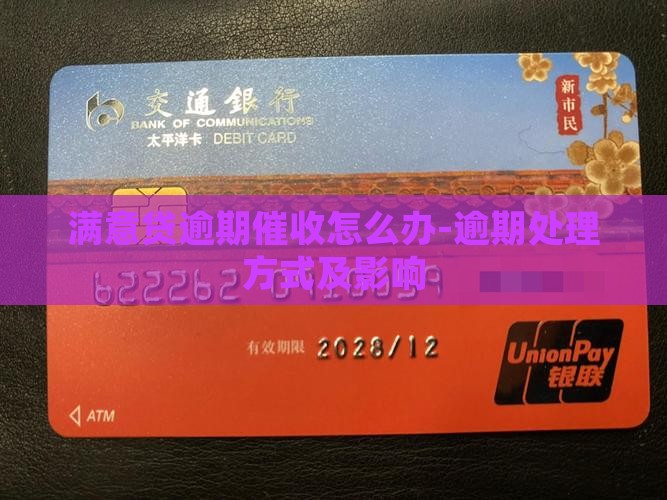 交通銀行
BANK OF COMMUNICATIONS
太平洋卡 DEBIT CARD
新市民
满意贷逾期催收怎么办-逾期处理
方式及影响
622262
有效期限 2028/12
UnionPay
银联
ATM